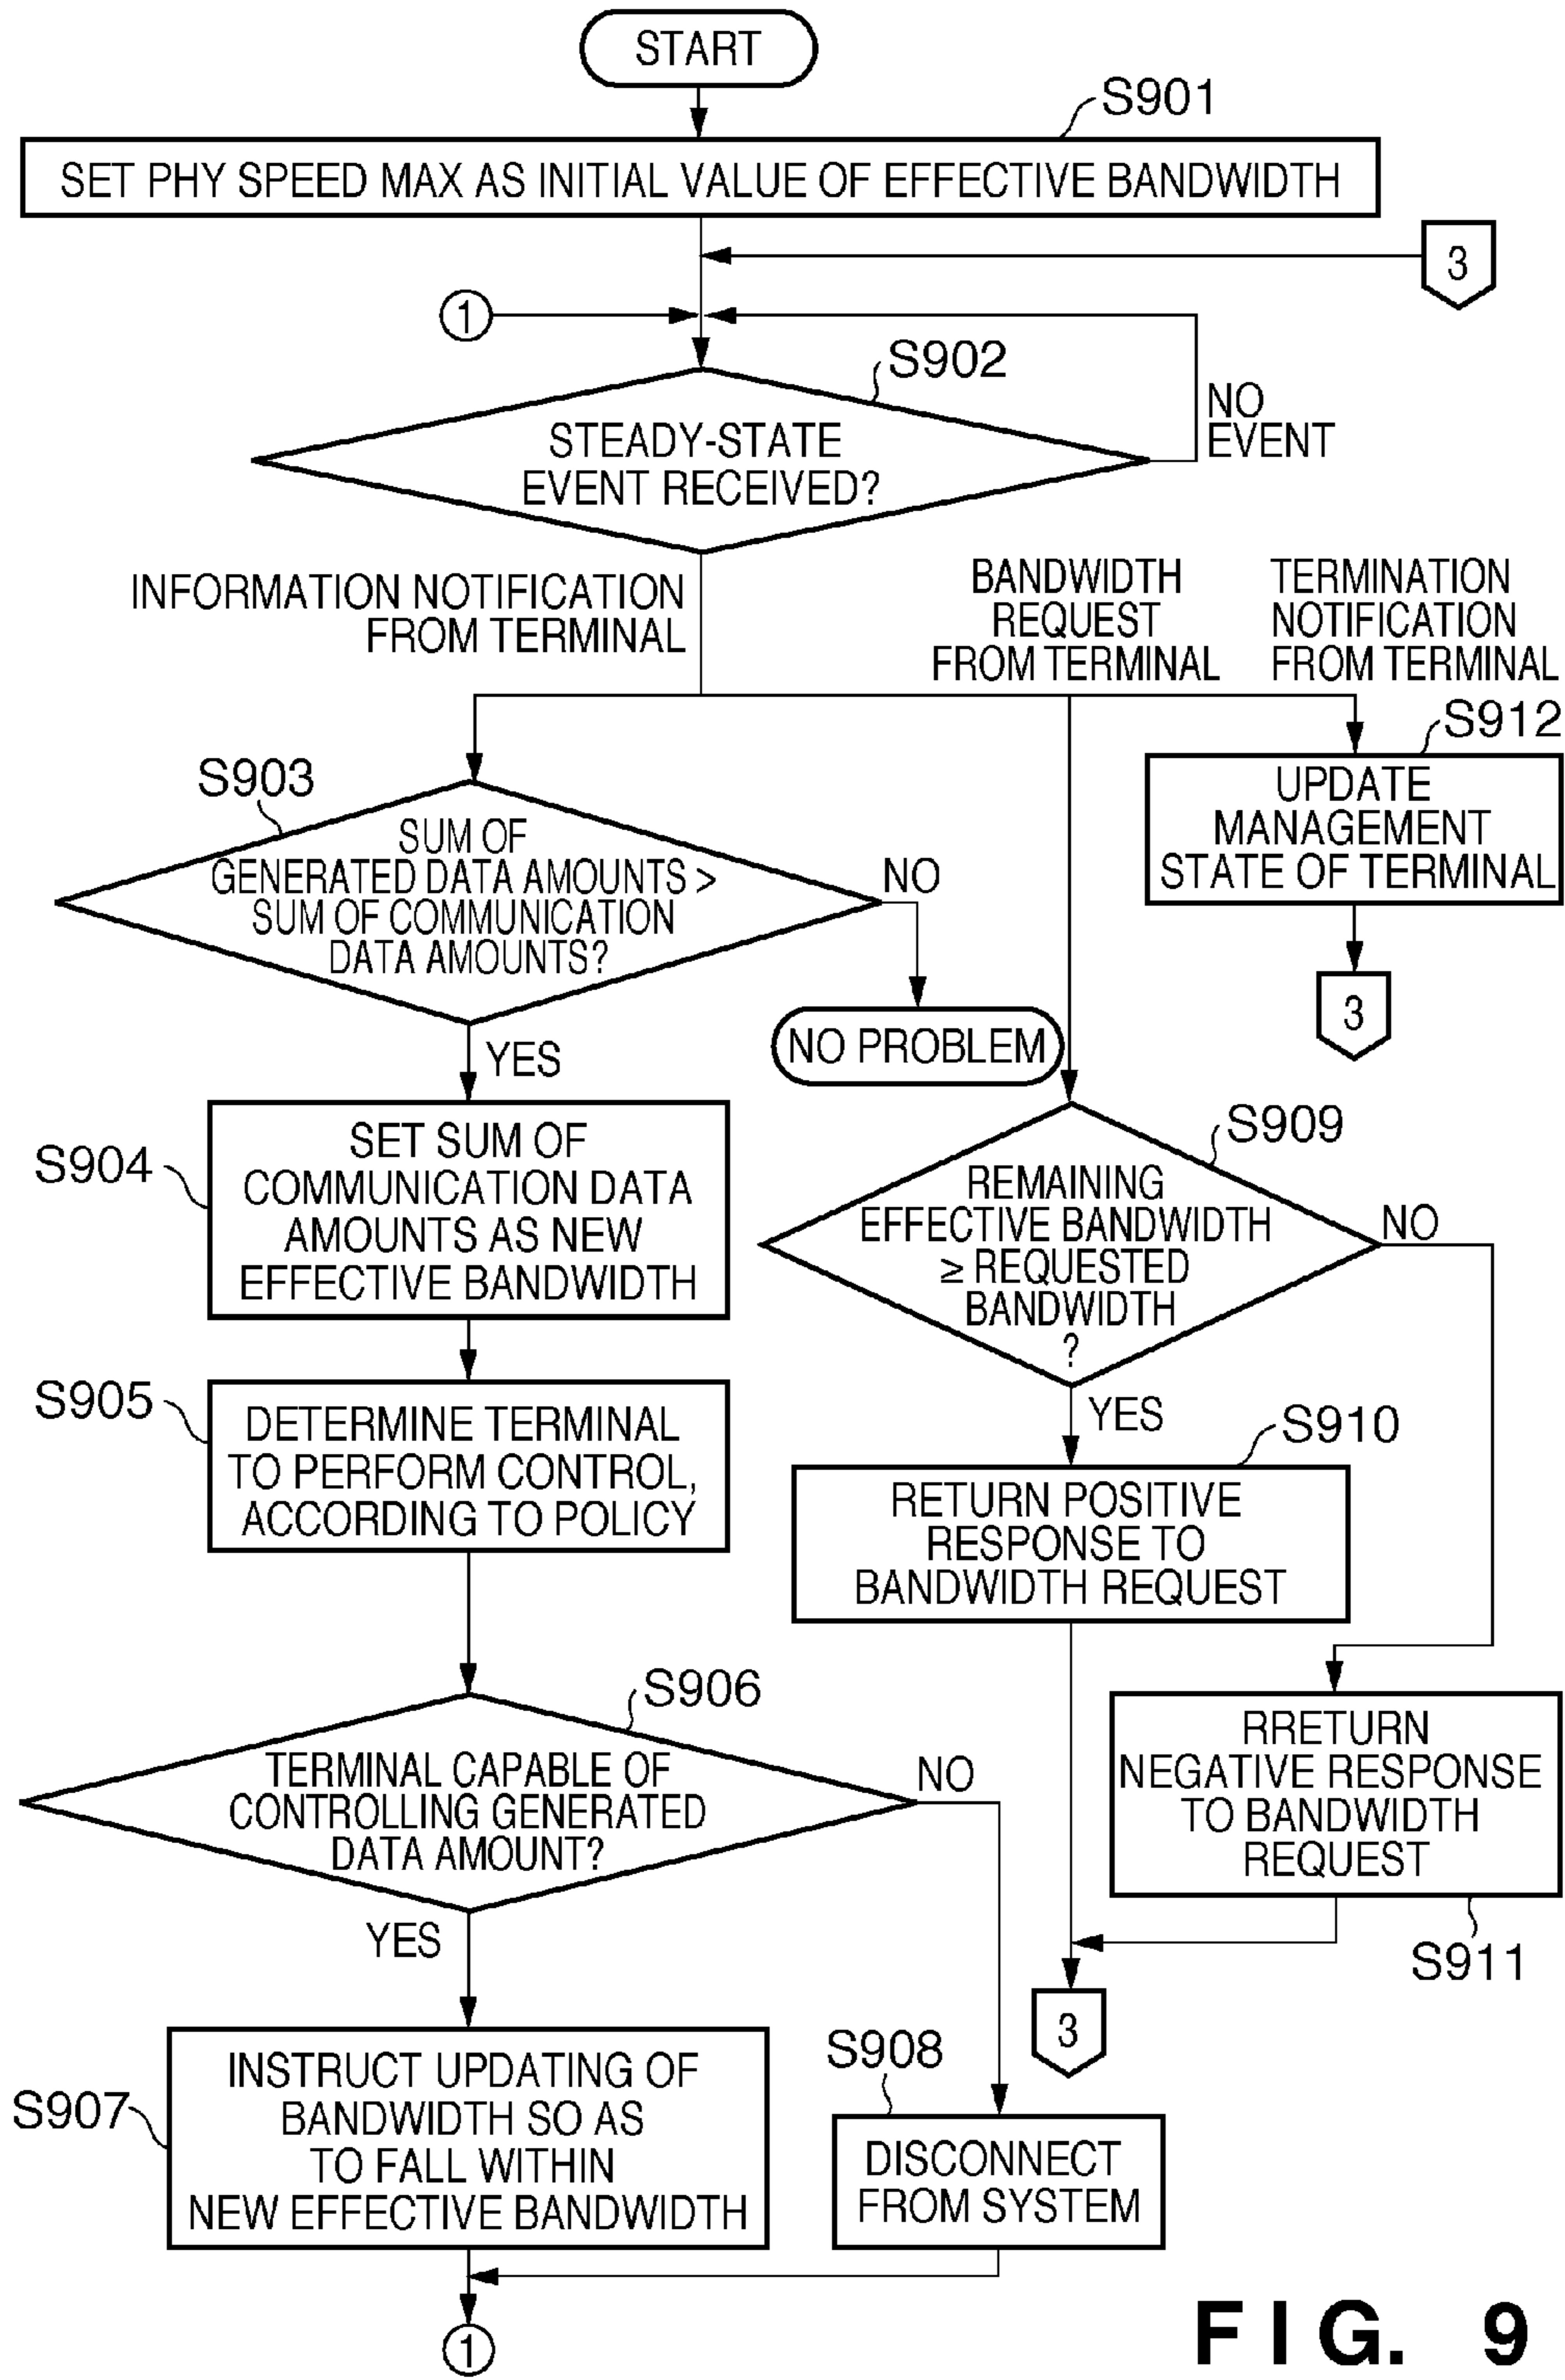 START
S901
SET PHY SPEED MAX AS INITIAL VALUE OF EFFECTIVE BANDWIDTH
3
1
S902
STEADY-STATE
EVENT RECEIVED?
NO
EVENT
INFORMATION NOTIFICATION
FROM TERMINAL
BANDWIDTH
REQUEST
FROM TERMINAL
TERMINATION
NOTIFICATION
FROM TERMINAL
S912
UPDATE
MANAGEMENT
STATE OF TERMINAL
3
S903
SUM OF
GENERATED DATA AMOUNTS >
SUM OF COMMUNICATION
DATA AMOUNTS?
NO
NO PROBLEM
YES
S904
SET SUM OF
COMMUNICATION DATA
AMOUNTS AS NEW
EFFECTIVE BANDWIDTH
S909
REMAINING
EFFECTIVE BANDWIDTH
≥ REQUESTED
BANDWIDTH
?
NO
YES
S905
DETERMINE TERMINAL
TO PERFORM CONTROL,
ACCORDING TO POLICY
S910
RETURN POSITIVE
RESPONSE TO
BANDWIDTH REQUEST
S906
TERMINAL CAPABLE OF
CONTROLLING GENERATED
DATA AMOUNT?
NO
YES
RRETURN
NEGATIVE RESPONSE
TO BANDWIDTH
REQUEST
S911
3
S907
INSTRUCT UPDATING OF
BANDWIDTH SO AS
TO FALL WITHIN
NEW EFFECTIVE BANDWIDTH
S908
DISCONNECT
FROM SYSTEM
1
FIG. 9